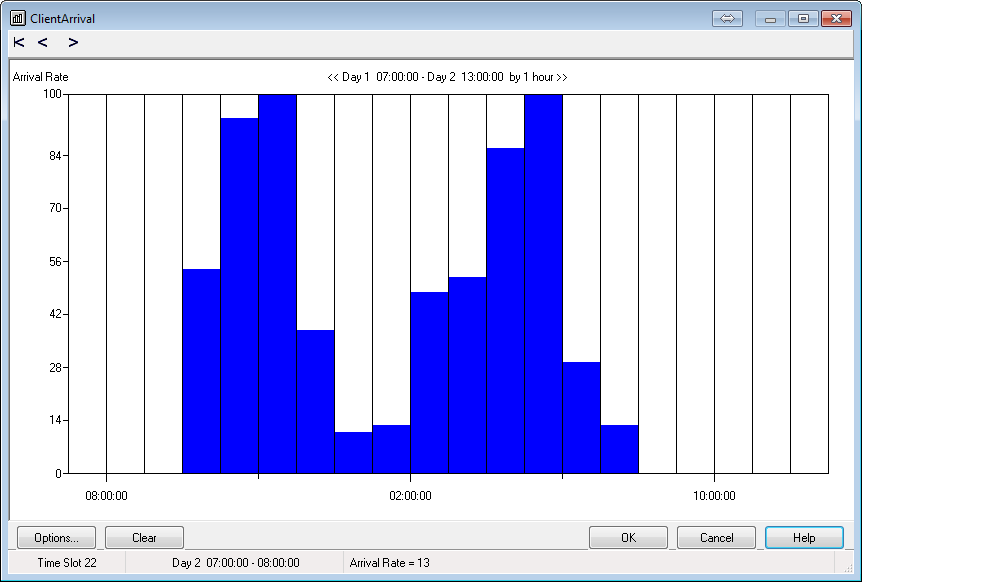 ClientArrival
Arrival Rate
<< Day 1 07:00:00 - Day 2 13:00:00 by 1 hour >>
100
84
70
56
42
28
14
0
08:00:00 02:00:00 10:00:00
Options... Clear OK Cancel Help
Time Slot 22 Day 2 07:00:00 - 08:00:00 Arrival Rate = 13